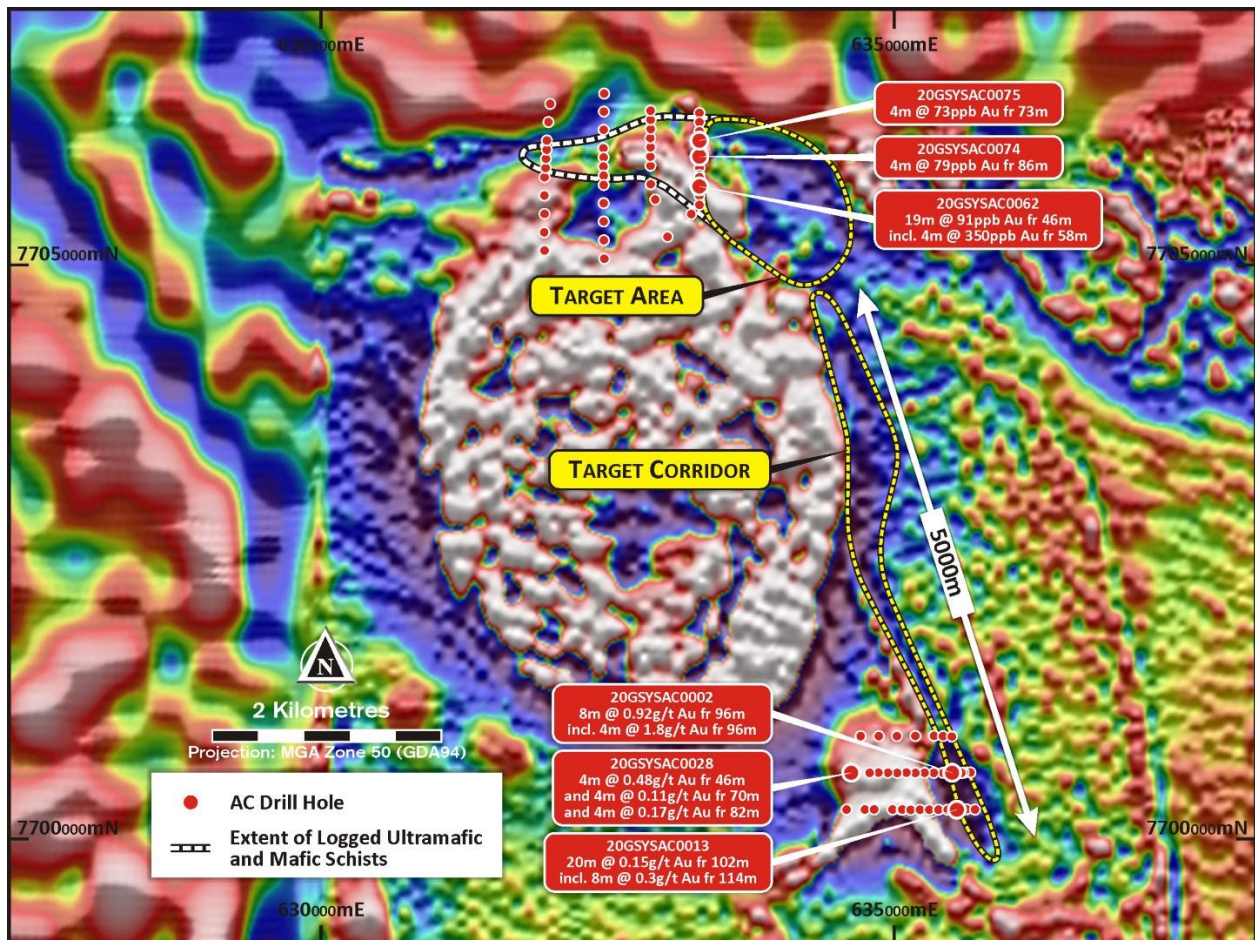 630000mE
635000mE
20GSYSAC0075
4m @ 73ppb Au fr 73m
20GSYSAC0074
4m @ 79ppb Au fr 86m
20GSYSAC0062
19m @ 91ppb Au fr 46m
incl. 4m @ 350ppb Au fr 58m
7705000mN
7705000mN
TARGET AREA
TARGET CORRIDOR
5000m
N
2 Kilometres
Projection: MGA Zone 50 (GDA94)
20GSYSAC0002
8m @ 0.92g/t Au fr 96m
incl. 4m @ 1.8g/t Au fr 96m
20GSYSAC0028
4m @ 0.48g/t Au fr 46m
and 4m @ 0.11g/t Au fr 70m
and 4m @ 0.17g/t Au fr 82m
20GSYSAC0013
20m @ 0.15g/t Au fr 102m
incl. 8m @ 0.3g/t Au fr 114m
AC Drill Hole
Extent of Logged Ultramafic
and Mafic Schists
7700000mN
7700000mN
630000mE
635000mE